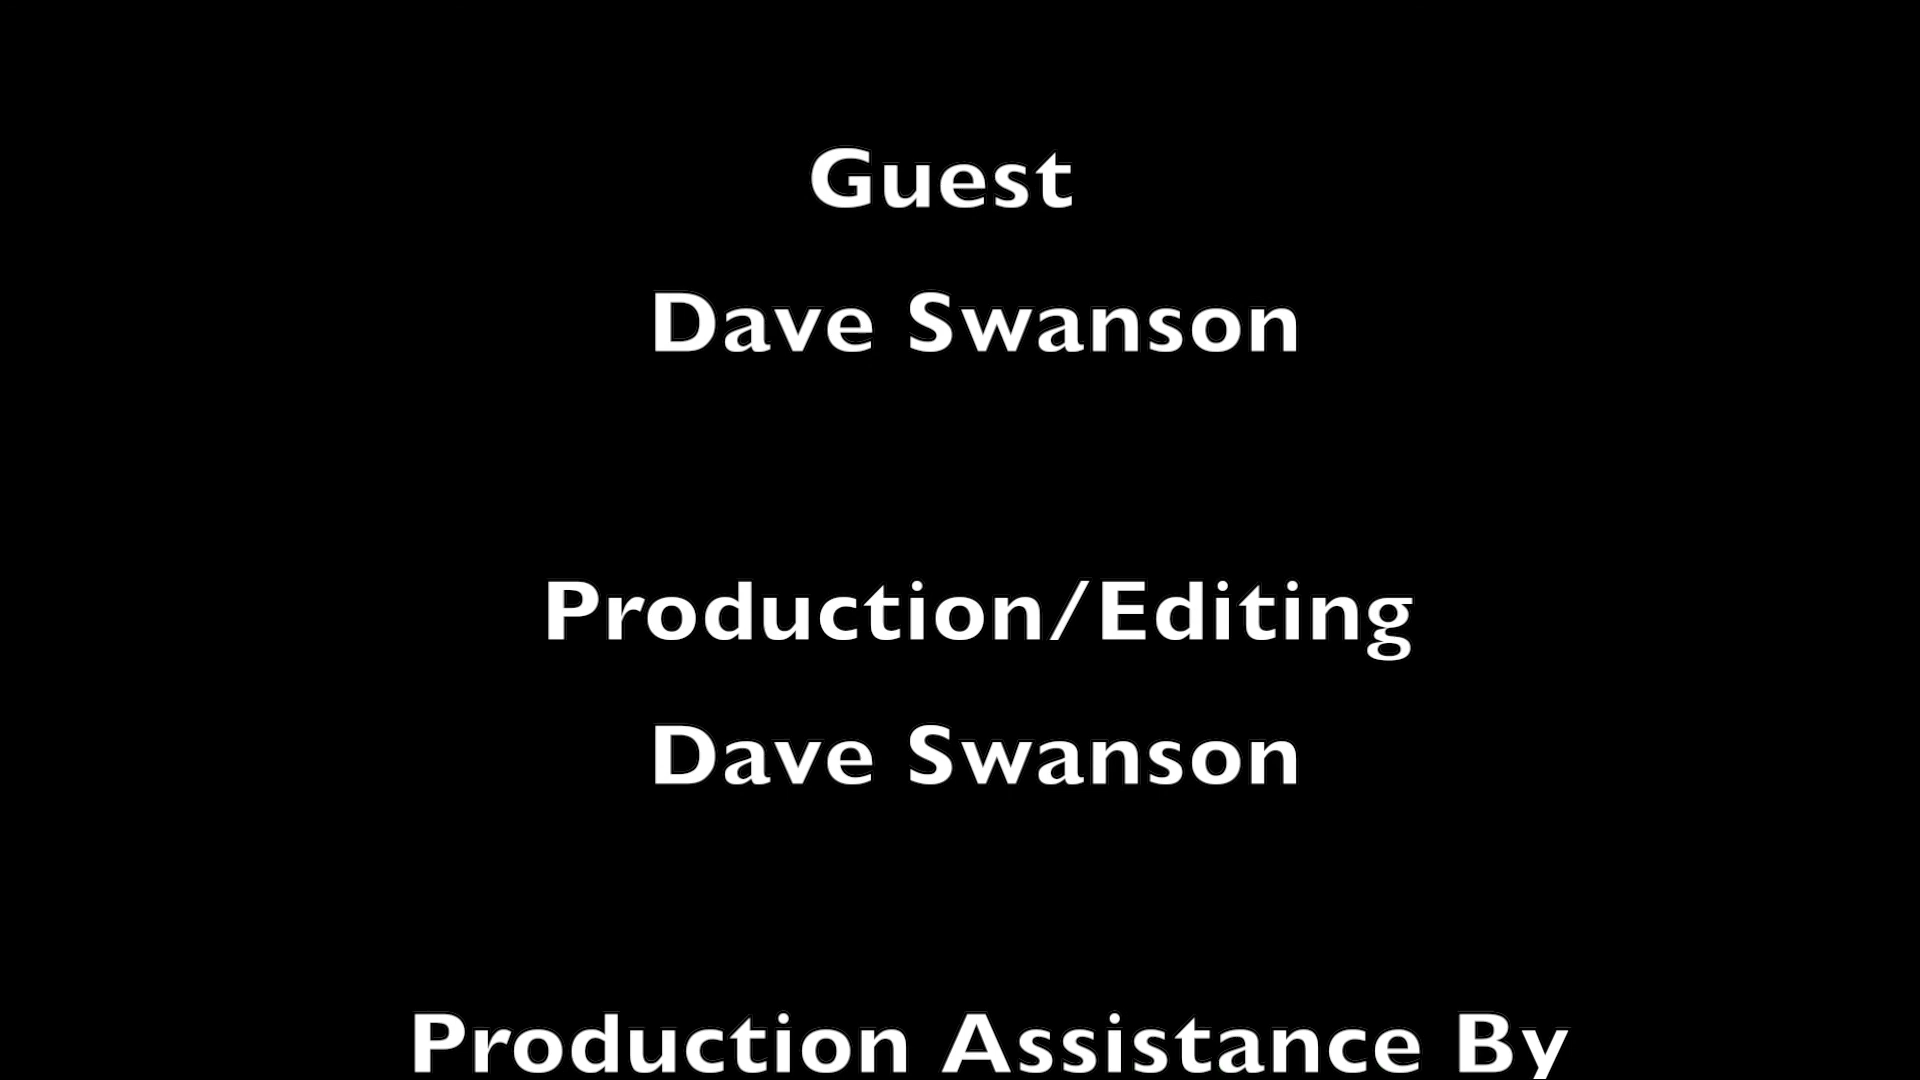 Guest
Dave Swanson
Production/Editing
Dave Swanson
Production Assistance By